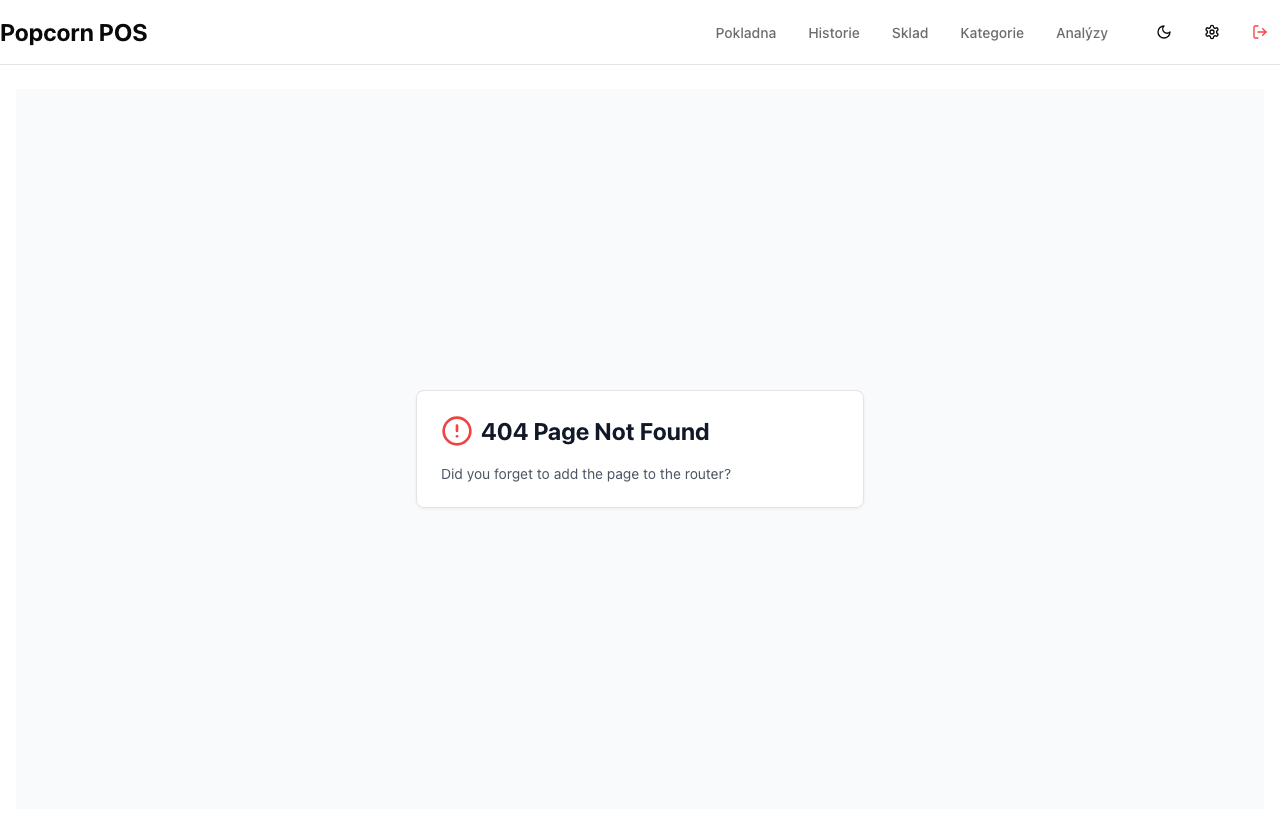 Popcorn POS
Pokladna Historie Sklad Kategorie Analýzy
404 Page Not Found
Did you forget to add the page to the router?